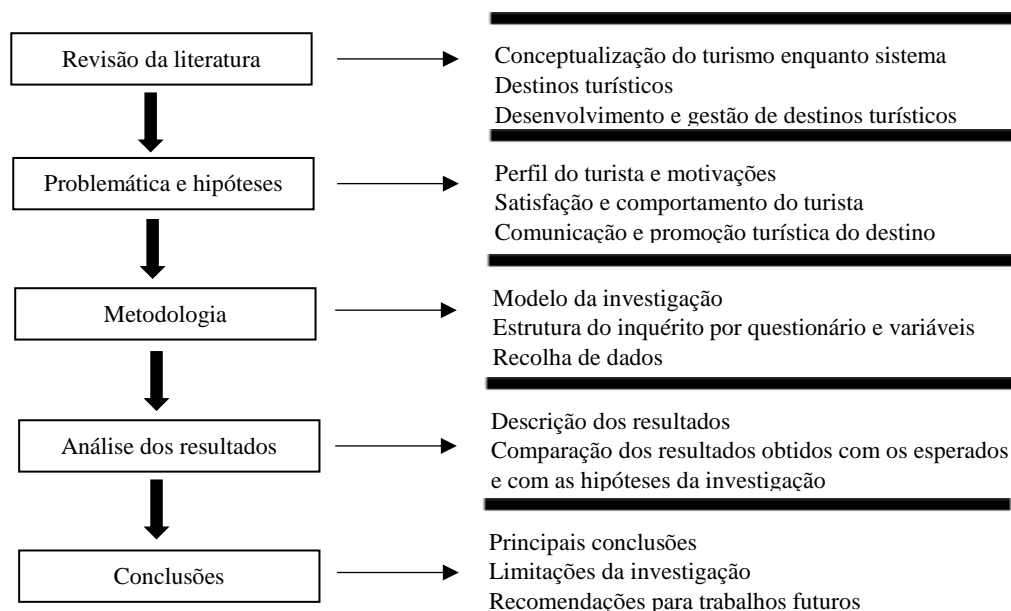 Revisão da literatura
Conceptualização do turismo enquanto sistema
Destinos turísticos
Desenvolvimento e gestão de destinos turísticos
Problemática e hipóteses
Perfil do turista e motivações
Satisfação e comportamento do turista
Comunicação e promoção turística do destino
Metodologia
Modelo da investigação
Estrutura do inquérito por questionário e variáveis
Recolha de dados
Análise dos resultados
Descrição dos resultados
Comparação dos resultados obtidos com os esperados
e com as hipóteses da investigação
Conclusões
Principais conclusões
Limitações da investigação
Recomendações para trabalhos futuros